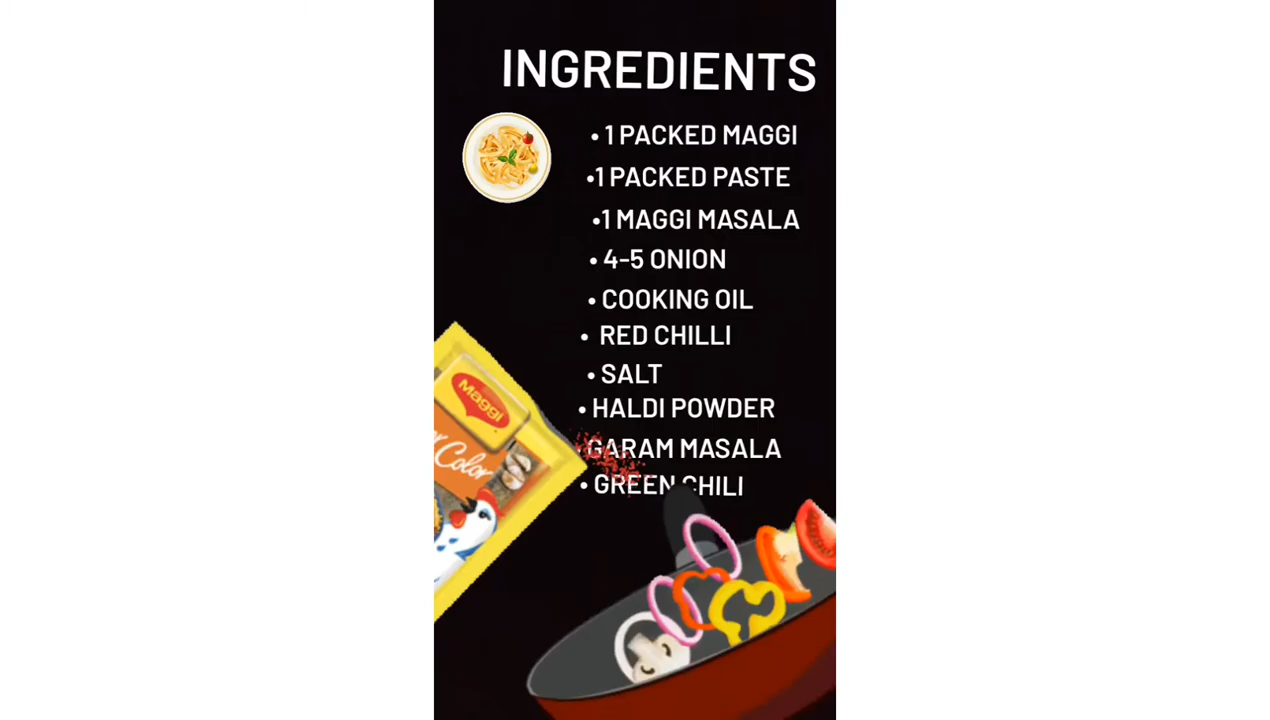 INGREDIENTS
• 1 PACKED MAGGI
•1 PACKED PASTE
•1 MAGGI MASALA
• 4-5 ONION
• COOKING OIL
• RED CHILLI
• SALT
• HALDI POWDER
• GARAM MASALA
• GREEN CHILI
Maggi
Color